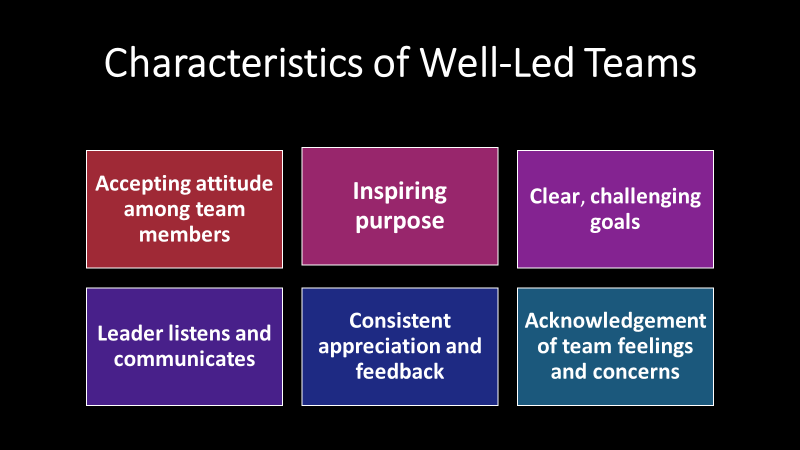 Characteristics of Well-Led Teams
Accepting attitude
among team
members
Inspiring
purpose
Clear, challenging
goals
Leader listens and
communicates
Consistent
appreciation and
feedback
Acknowledgement
of team feelings
and concerns